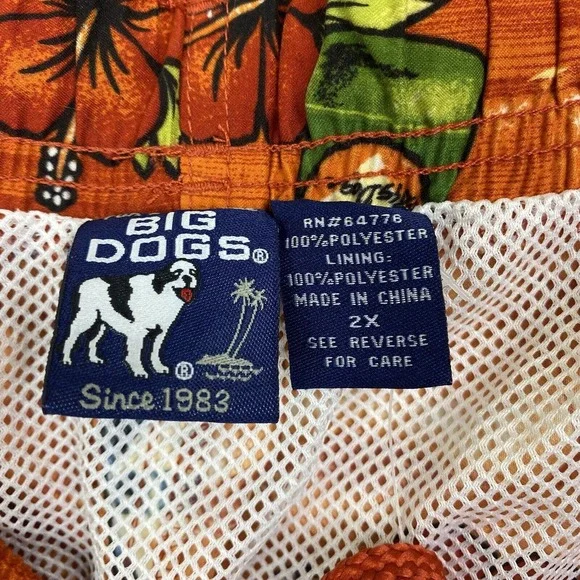 BIG
DOGS®
®
Since 1983
RN#64776
100%POLYESTER
LINING:
100%POLYESTER
MADE IN CHINA
2X
SEE REVERSE
FOR CARE